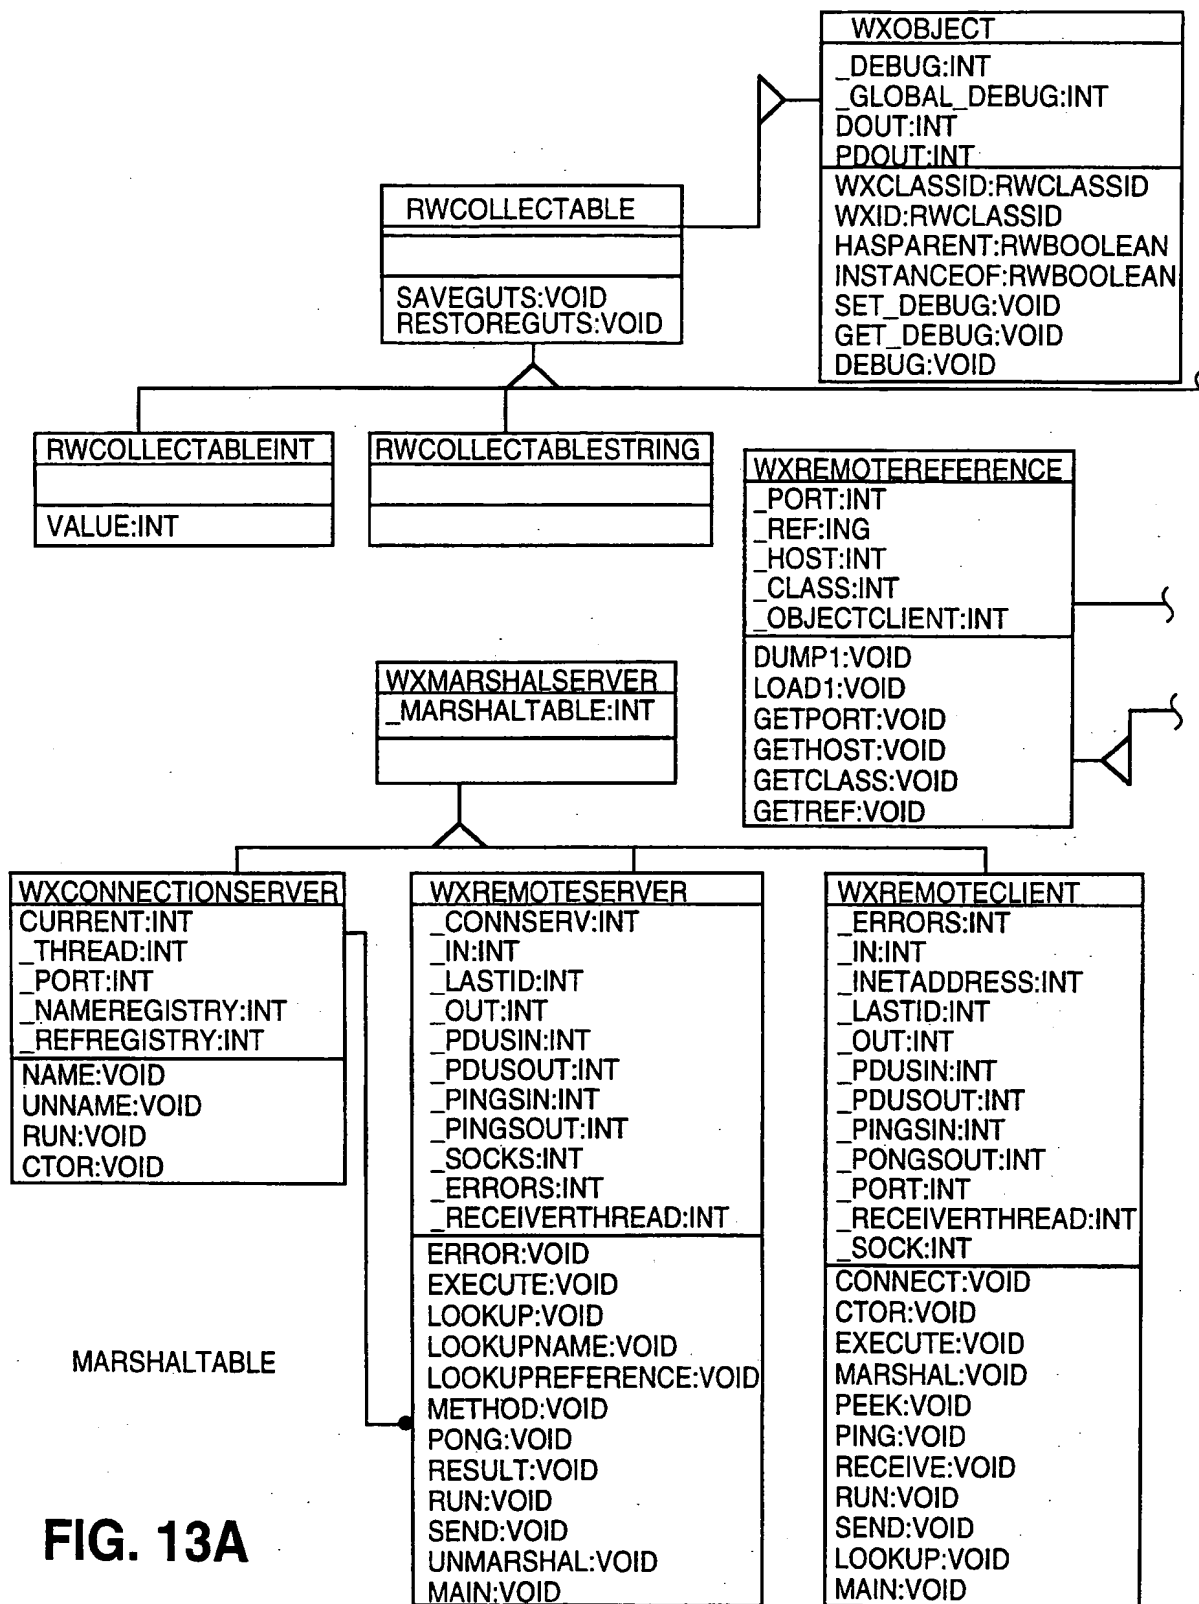 WXOBJECT
_DEBUG:INT
_GLOBAL_DEBUG:INT
DOUT:INT
PDOUT:INT
WXCLASSID:RWCLASSID
WXID:RWCLASSID
HASPARENT:RWBOOLEAN
INSTANCEOF:RWBOOLEAN
SET_DEBUG:VOID
GET_DEBUG:VOID
DEBUG:VOID
RWCOLLECTABLE
SAVEGUTS:VOID
RESTOREGUTS:VOID
RWCOLLECTABLEINT
VALUE:INT
RWCOLLECTABLESTRING
WXREMOTEREFERENCE
_PORT:INT
_REF:ING
_HOST:INT
_CLASS:INT
_OBJECTCLIENT:INT
DUMP1:VOID
LOAD1:VOID
GETPORT:VOID
GETHOST:VOID
GETCLASS:VOID
GETREF:VOID
WXMARSHALSERVER
_MARSHALTABLE:INT
WXCONNECTIONSERVER
CURRENT:INT
_THREAD:INT
_PORT:INT
_NAMEREGISTRY:INT
_REFREGISTRY:INT
NAME:VOID
UNNAME:VOID
RUN:VOID
CTOR:VOID
WXREMOTESERVER
_CONNSERV:INT
_IN:INT
_LASTID:INT
_OUT:INT
_PDUSIN:INT
_PDUSOUT:INT
_PINGSIN:INT
_PINGSOUT:INT
_SOCKS:INT
_ERRORS:INT
_RECEIVERTHREAD:INT
ERROR:VOID
EXECUTE:VOID
LOOKUP:VOID
LOOKUPNAME:VOID
LOOKUPREFERENCE:VOID
METHOD:VOID
PONG:VOID
RESULT:VOID
RUN:VOID
SEND:VOID
UNMARSHAL:VOID
MAIN:VOID
WXREMOTECLIENT
_ERRORS:INT
_IN:INT
_INETADDRESS:INT
_LASTID:INT
_OUT:INT
_PDUSIN:INT
_PDUSOUT:INT
_PINGSIN:INT
_PONGSOUT:INT
_PORT:INT
_RECEIVERTHREAD:INT
_SOCK:INT
CONNECT:VOID
CTOR:VOID
EXECUTE:VOID
MARSHAL:VOID
PEEK:VOID
PING:VOID
RECEIVE:VOID
RUN:VOID
SEND:VOID
LOOKUP:VOID
MAIN:VOID
MARSHALTABLE
FIG. 13A